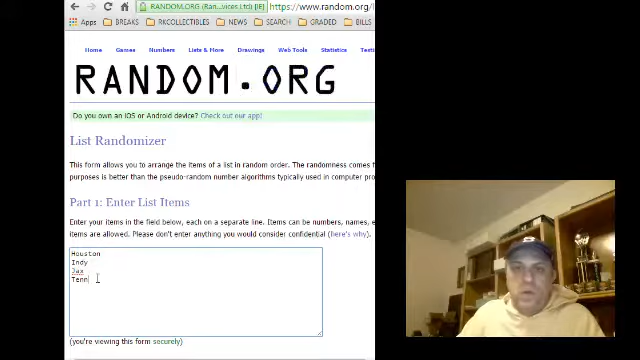 RANDOM.ORG (Ran...vices Ltd) [IE]
https://www.random.org/l
Apps
BREAKS
RKCOLLECTIBLES
NEWS
SEARCH
GRADED
BILLS
Home
Games
Numbers
Lists & More
Drawings
Web Tools
Statistics
RANDOM.ORG
Do you own an iOS or Android device? Check out our app!
List Randomizer
This form allows you to arrange the items of a list in random order. The randomness comes f
purposes is better than the pseudo-random number algorithms typically used in computer pro
Part 1: Enter List Items
Enter your items in the field below, each on a separate line. Items can be numbers, names, e
items are allowed. Please don't enter anything you would consider confidential (here's why).
Houston
Indy
Jax
Tenn
(you're viewing this form securely)